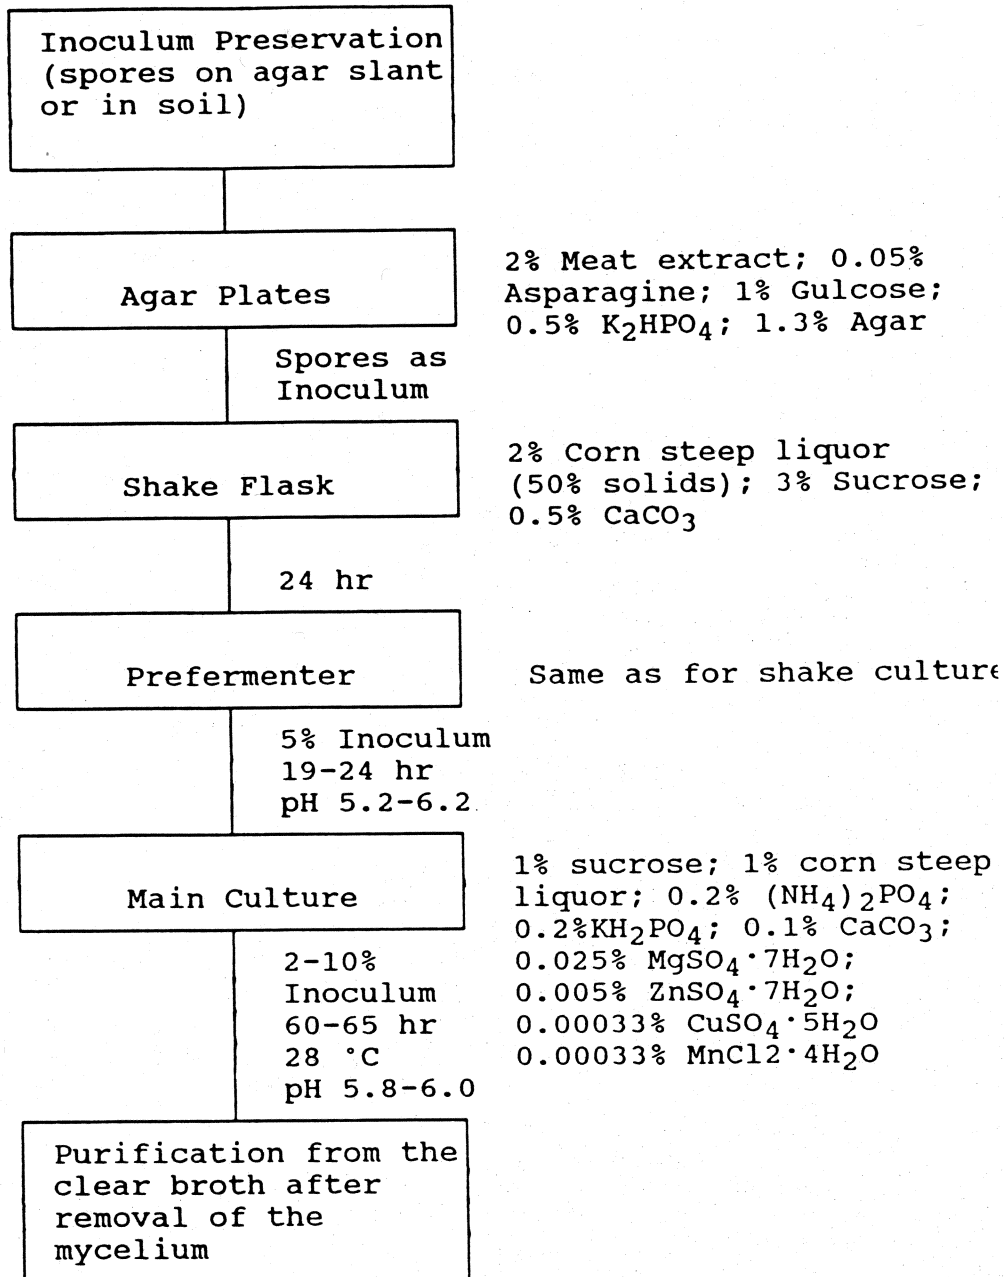 Inoculum Preservation
(spores on agar slant
or in soil)
Agar Plates
2% Meat extract; 0.05%
Asparagine; 1% Gulcose;
0.5% K₂HPO₄; 1.3% Agar
Spores as
Inoculum
Shake Flask
2% Corn steep liquor
(50% solids); 3% Sucrose;
0.5% CaCO₃
24 hr
Prefermenter
Same as for shake culture
5% Inoculum
19-24 hr
pH 5.2-6.2
Main Culture
1% sucrose; 1% corn steep
liquor; 0.2% (NH₄)₂PO₄;
0.2%KH₂PO₄; 0.1% CaCO₃;
0.025% MgSO₄·7H₂O;
0.005% ZnSO₄·7H₂O;
0.00033% CuSO₄·5H₂O
0.00033% MnCl2·4H₂O
2-10%
Inoculum
60-65 hr
28 °C
pH 5.8-6.0
Purification from the
clear broth after
removal of the
mycelium